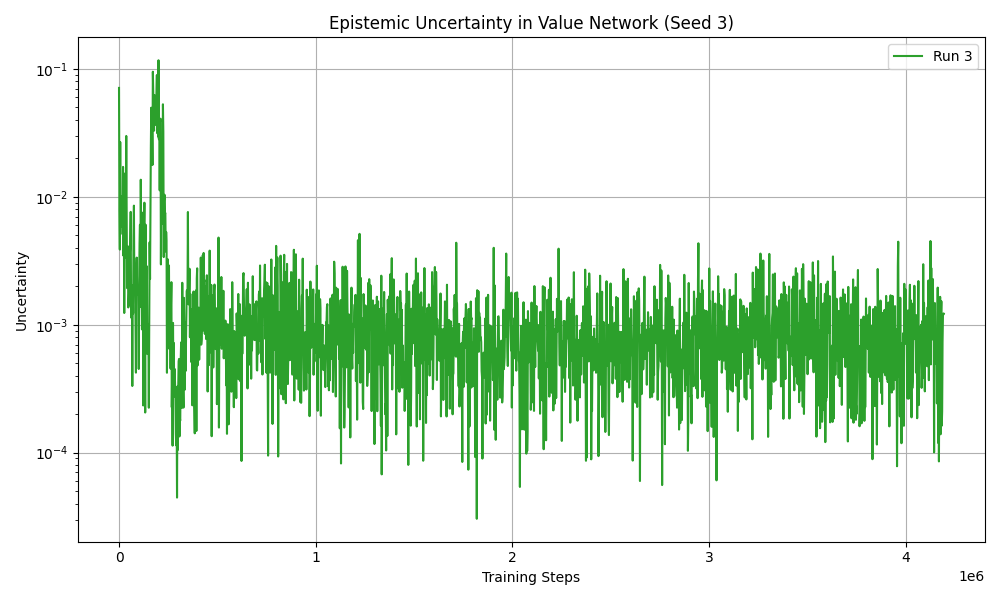 Epistemic Uncertainty in Value Network (Seed 3)
Run 3
10⁻¹
10⁻²
10⁻³
10⁻⁴
Uncertainty
0 1 2 3 4
1e6
Training Steps